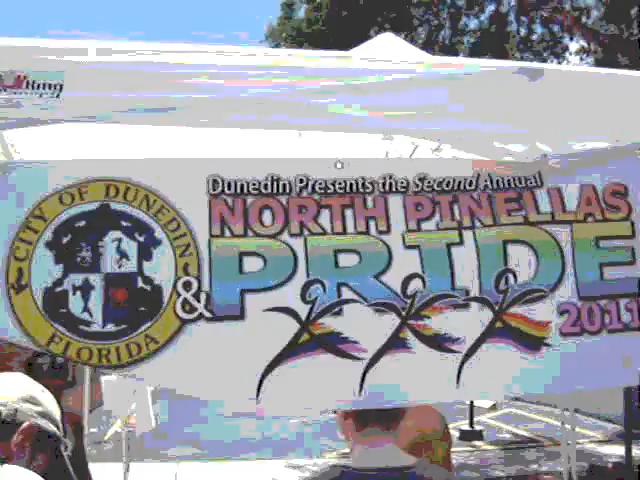 CITY OF DUNEDIN
FLORIDA
&
Dunedin Presents the Second Annual
NORTH PINELLAS
PRIDE
2011